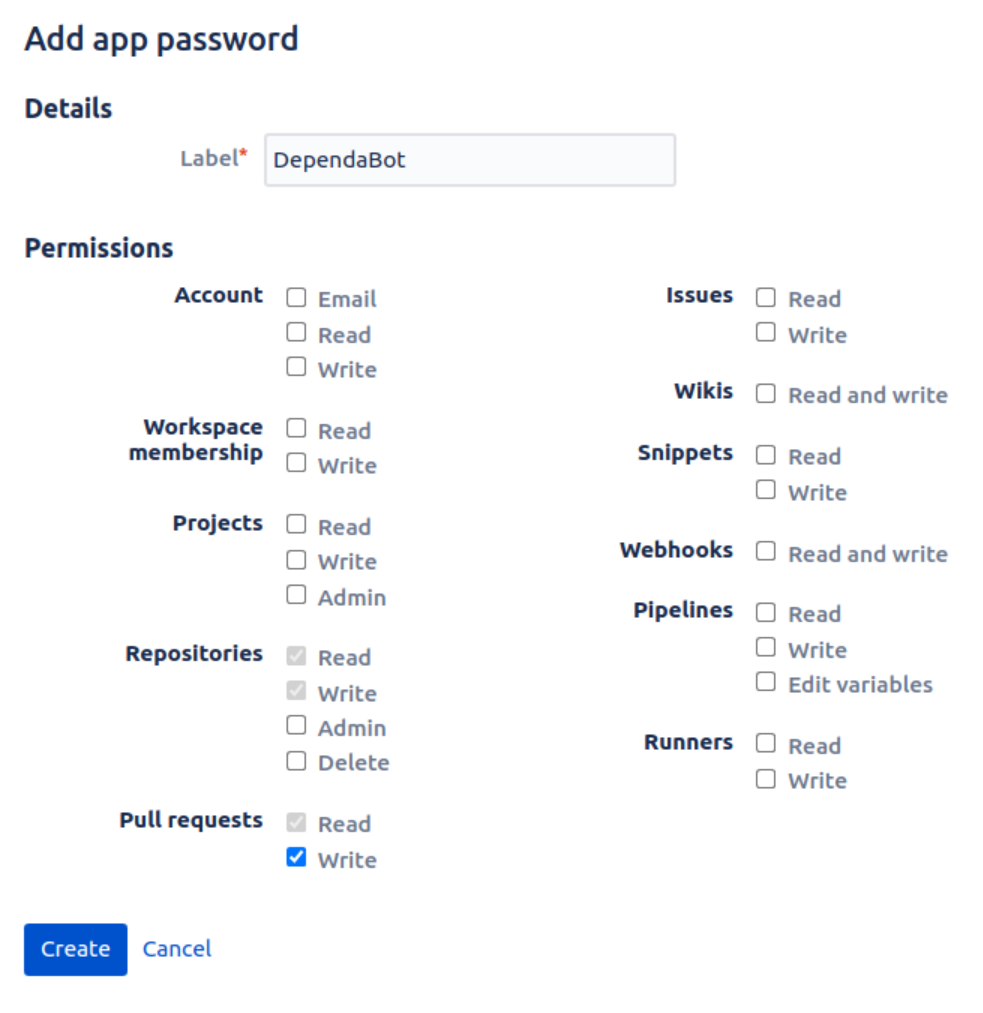 Add app password
Details
Label*
DependaBot
Permissions
Account
Email
Read
Write
Workspace
membership
Read
Write
Projects
Read
Write
Admin
Repositories
Read
Write
Admin
Delete
Pull requests
Read
Write
Issues
Read
Write
Wikis
Read and write
Snippets
Read
Write
Webhooks
Read and write
Pipelines
Read
Write
Edit variables
Runners
Read
Write
Create
Cancel